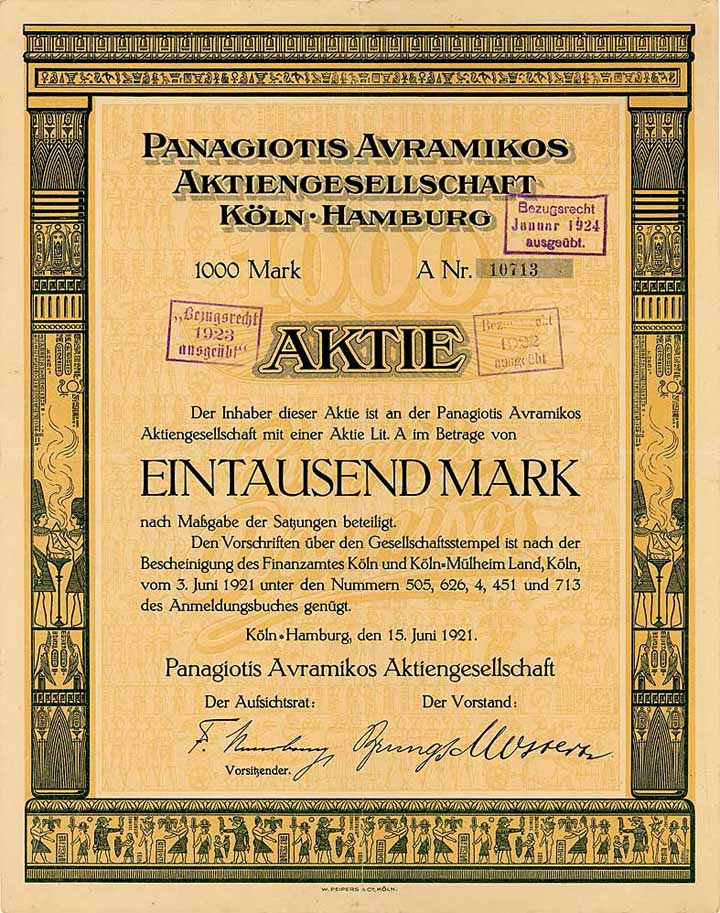 PANAGIOTIS AVRAMIKOS
AKTIENGESELLSCHAFT
KÖLN • HAMBURG
Bezugsrecht
Januar 1924
ausgeübt.
1000
1000 Mark
A Nr. 10713
„Bezugsrecht
1923
ausgeübt“
AKTIE
1922
ausgeübt
Der Inhaber dieser Aktie ist an der Panagiotis Avramikos
Aktiengesellschaft mit einer Aktie Lit. A im Betrage von
EINTAUSEND MARK
nach Maßgabe der Satzungen beteiligt.
Den Vorschriften über den Gesellschaftsstempel ist nach der
Bescheinigung des Finanzamtes Köln und Köln-Mülheim Land, Köln,
vom 3. Juni 1921 unter den Nummern 505, 626, 4, 451 und 713
des Anmeldungsbuches genügt.
Köln • Hamburg, den 15. Juni 1921.
Panagiotis Avramikos Aktiengesellschaft
Der Aufsichtsrat:
Der Vorstand:
Vorsitzender.
W. PEIPERS & Co, KÖLN.